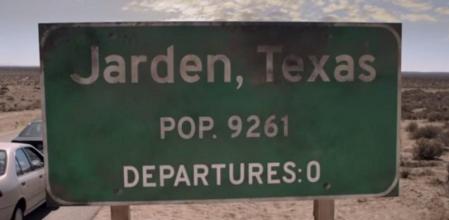 Jarden, Texas
POP. 9261
DEPARTURES: 0